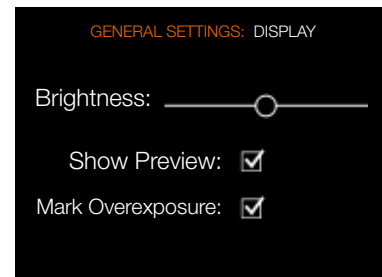 GENERAL SETTINGS: DISPLAY
Brightness:
Show Preview:
Mark Overexposure: